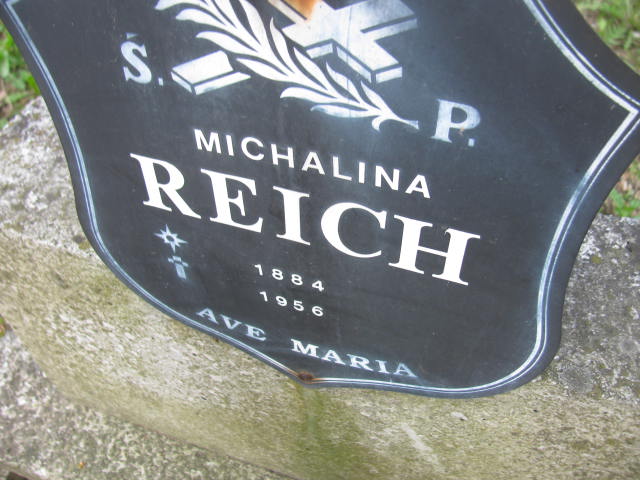 Ś. P.
MICHALINA
REICH
1884
1956
AVE MARIA